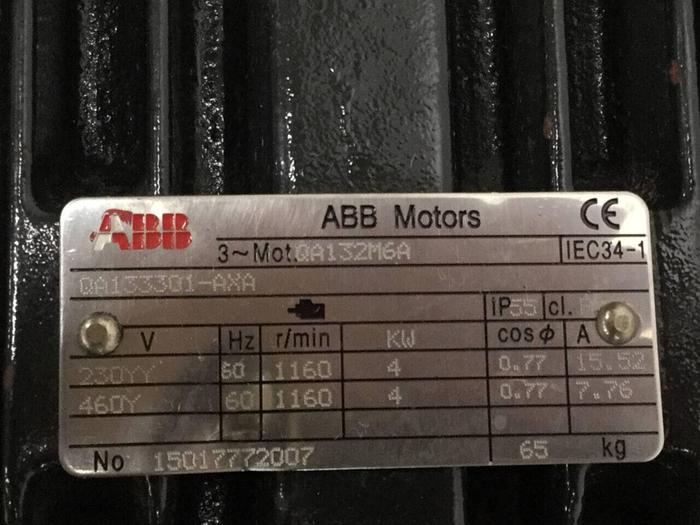 ABB ABB Motors CE
3~Mot. QA132M6A IEC34-1
QA133301-AXA
IP55 cl.
V Hz r/min KW cosϕ A
230YY 60 1160 4 0.77 15.52
460Y 60 1160 4 0.77 7.76
No 15017772007 65 kg